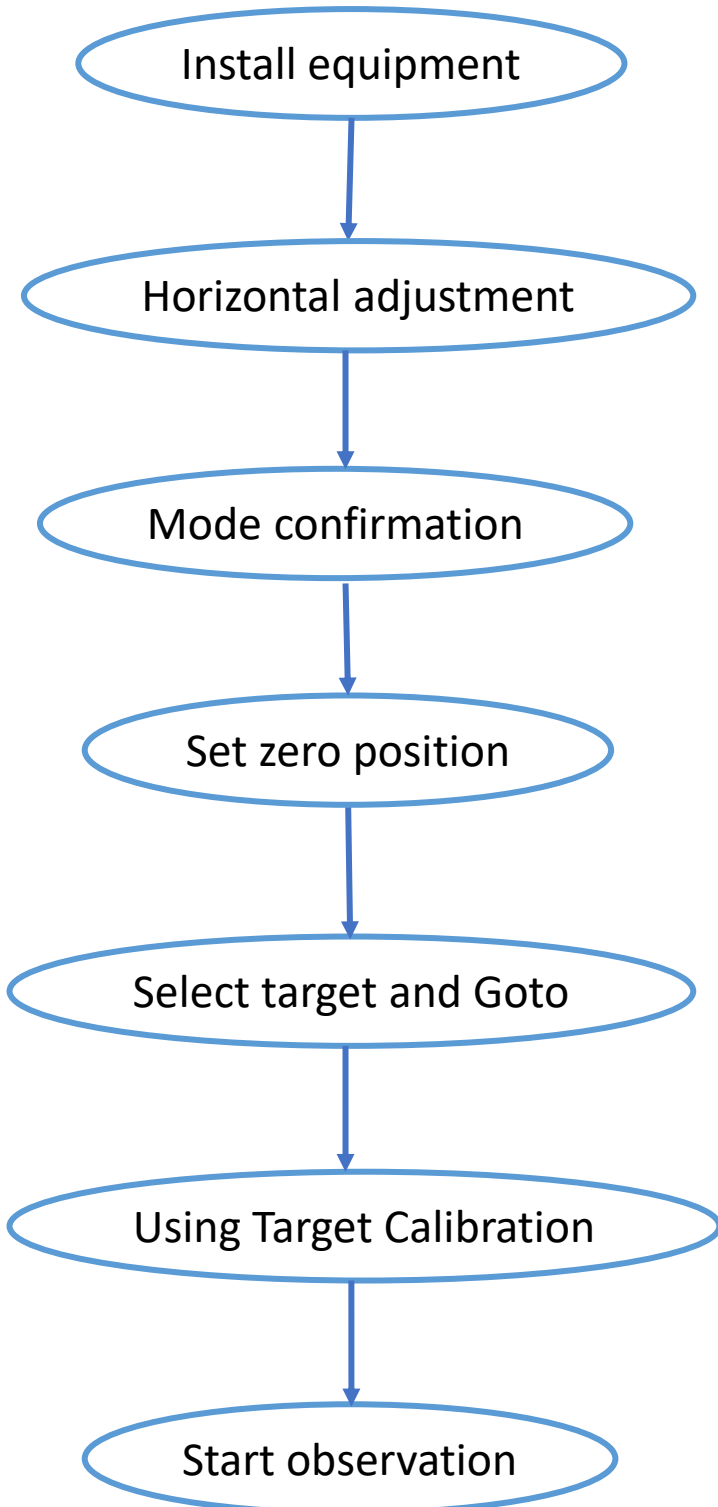 Install equipment
Horizontal adjustment
Mode confirmation
Set zero position
Select target and Goto
Using Target Calibration
Start observation